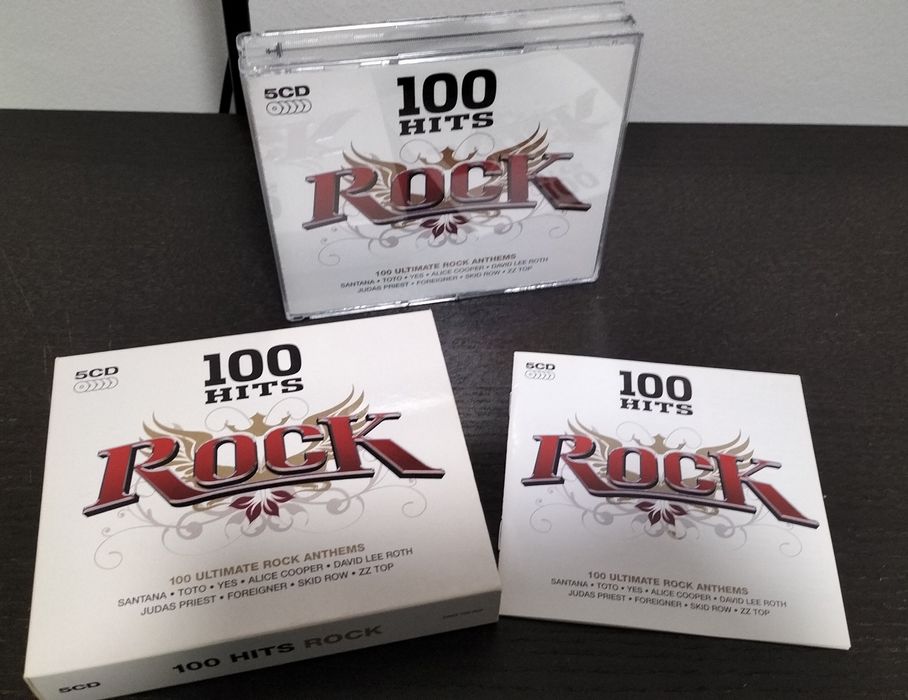 5CD
100
HITS
ROCK
100 ULTIMATE ROCK ANTHEMS
SANTANA • TOTO • YES • ALICE COOPER • DAVID LEE ROTH
JUDAS PRIEST • FOREIGNER • SKID ROW • ZZ TOP
5CD
100
HITS
ROCK
100 ULTIMATE ROCK ANTHEMS
SANTANA • TOTO • YES • ALICE COOPER • DAVID LEE ROTH
JUDAS PRIEST • FOREIGNER • SKID ROW • ZZ TOP
5CD
100 HITS ROCK
5CD
100
HITS
ROCK
100 ULTIMATE ROCK ANTHEMS
SANTANA • TOTO • YES • ALICE COOPER • DAVID LEE ROTH
JUDAS PRIEST • FOREIGNER • SKID ROW • ZZ TOP